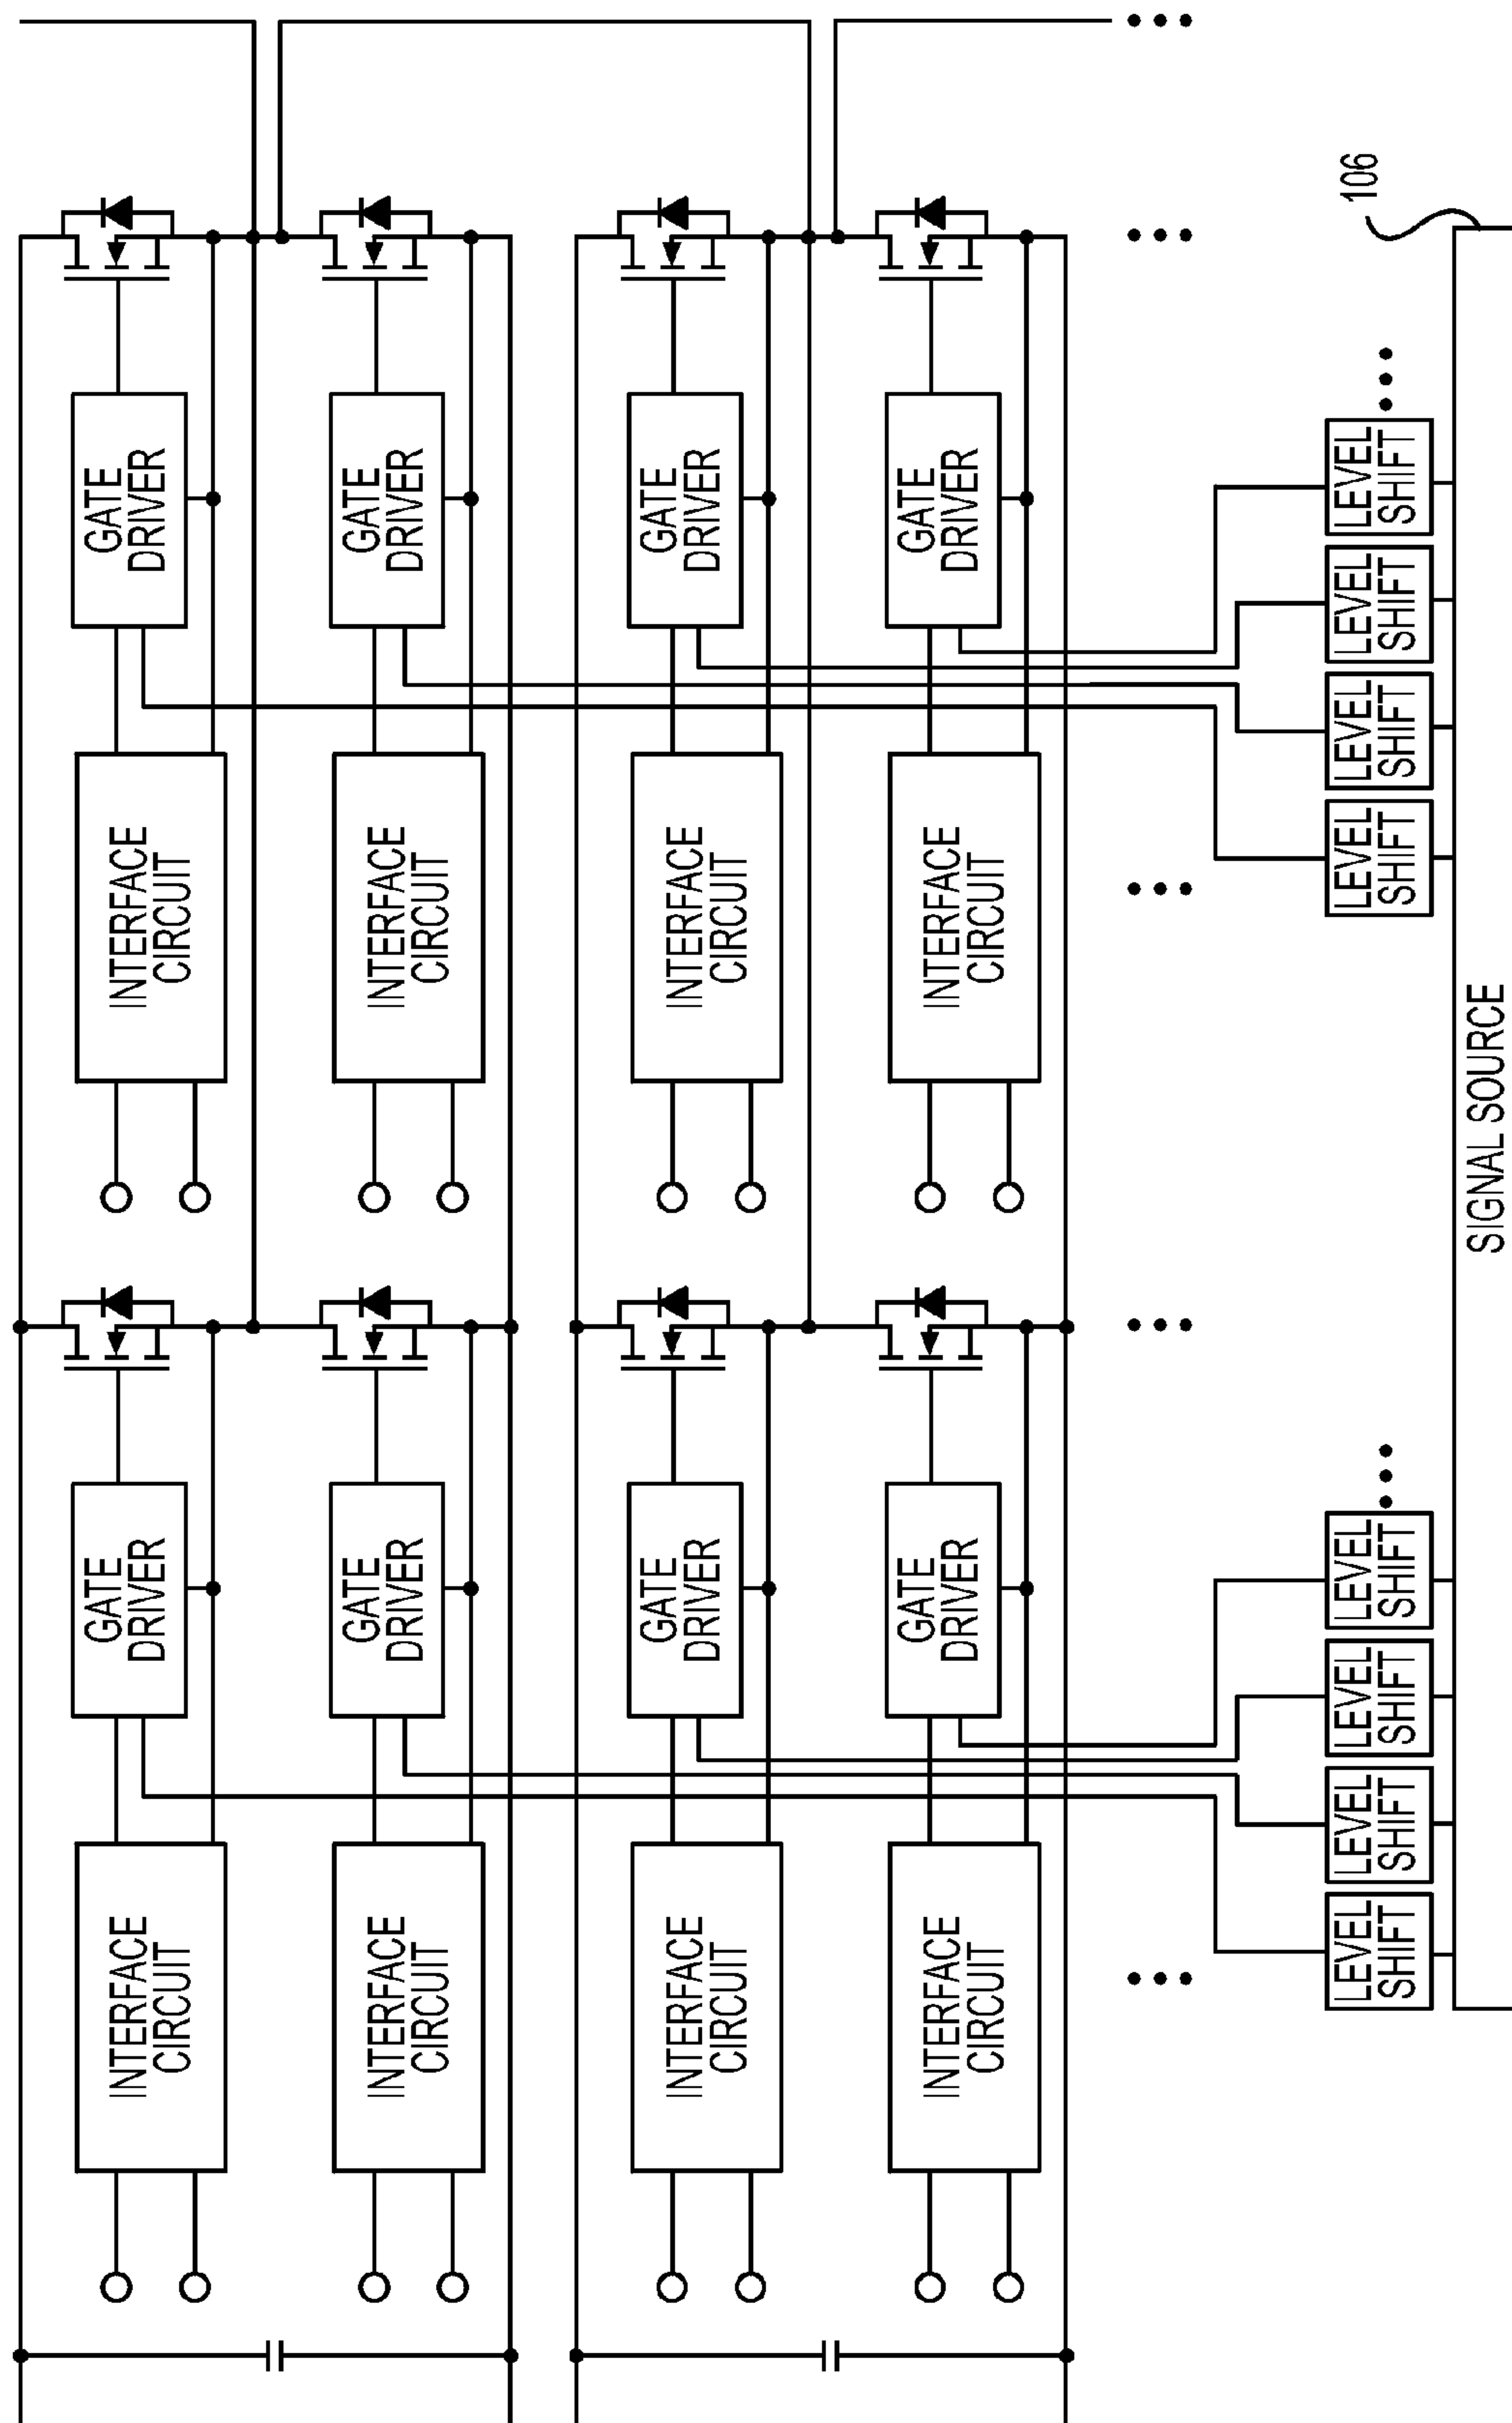 INTERFACE
CIRCUIT
GATE
DRIVER
INTERFACE
CIRCUIT
GATE
DRIVER
INTERFACE
CIRCUIT
GATE
DRIVER
INTERFACE
CIRCUIT
GATE
DRIVER
INTERFACE
CIRCUIT
GATE
DRIVER
INTERFACE
CIRCUIT
GATE
DRIVER
INTERFACE
CIRCUIT
GATE
DRIVER
INTERFACE
CIRCUIT
GATE
DRIVER
LEVEL
SHIFT
LEVEL
SHIFT
LEVEL
SHIFT
LEVEL
SHIFT
LEVEL
SHIFT
LEVEL
SHIFT
LEVEL
SHIFT
LEVEL
SHIFT
106
SIGNAL SOURCE